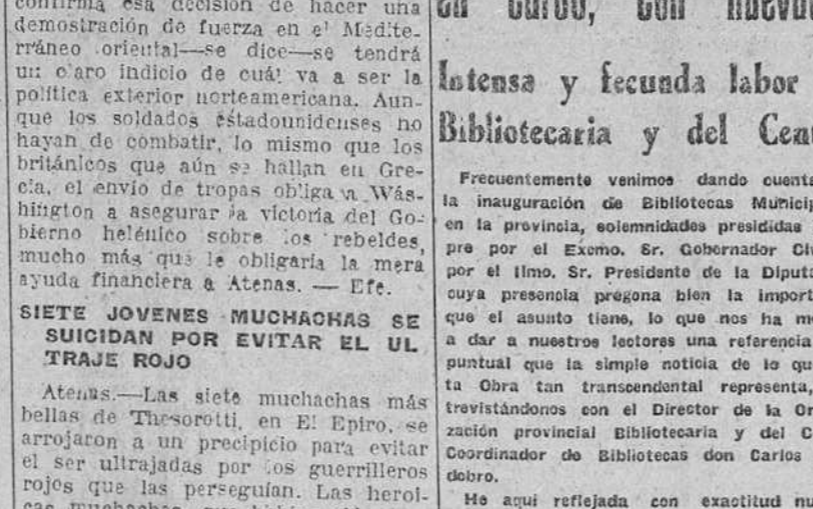 confirma esa decisión de hacer una
demostración de fuerza en el Medite-
rráneo oriental—se dice—se tendrá
un claro indicio de cuál va a ser la
política exterior norteamericana. Aun-
que los soldados estadounidenses no
hayan de combatir, lo mismo que los
británicos que aún se hallan en Gre-
cia, el envío de tropas obliga a Wás-
hington a asegurar la victoria del Go-
bierno helénico sobre los rebeldes,
mucho más que le obligaría la mera
ayuda financiera a Atenas. — Efe.
SIETE JOVENES MUCHACHAS SE
SUICIDAN POR EVITAR EL UL
TRAJE ROJO
Atenas.—Las siete muchachas más
bellas de Thesorotti, en El Epiro, se
arrojaron a un precipicio para evitar
el ser ultrajadas por los guerrilleros
rojos que las perseguían. Las heroi-
cas muchachas
en curso, con
Intensa y fecunda labor
Bibliotecaria y del
Frecuentemente venimos dando cuenta
la inauguración de Bibliotecas Municip
en la provincia, solemnidades presididas
pre por el Excmo. Sr. Gobernador Civ
por el Ilmo. Sr. Presidente de la Diputa
cuya presencia pregona bien la import
que el asunto tiene, lo que nos ha mo
a dar a nuestros lectores una referencia
puntual que la simple noticia de lo qu
ta Obra tan transcendental representa,
trevistándonos con el Director de la Or
zación provincial Bibliotecaria y del C
Coordinador de Bibliotecas don Carlos
dobro.
He aquí reflejada con exactitud nu